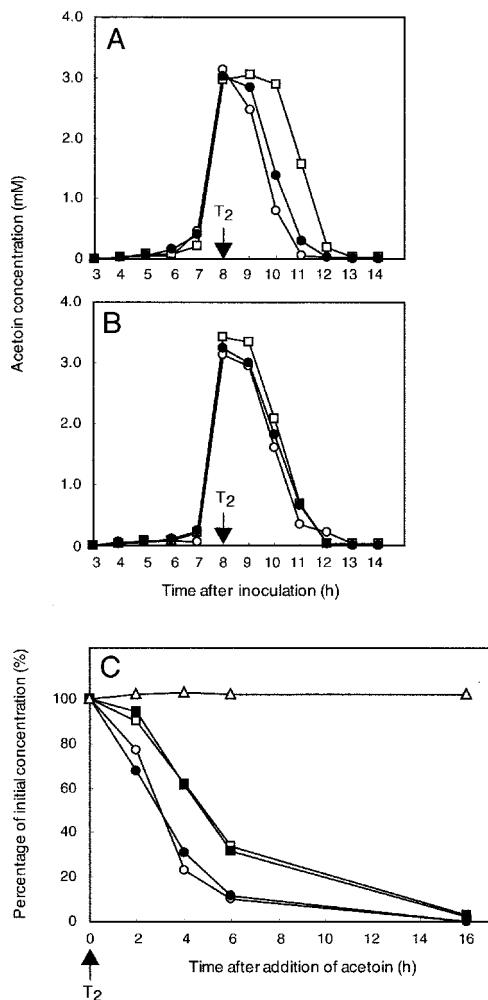 A
4.0
3.0
2.0
1.0
0
T2
3 4 5 6 7 8 9 10 11 12 13 14
Acetoin concentration (mM)
B
4.0
3.0
2.0
1.0
0
T2
3 4 5 6 7 8 9 10 11 12 13 14
Time after inoculation (h)
C
Percentage of initial concentration (%)
100
80
60
40
20
0
0 2 4 6 8 10 12 14 16
Time after addition of acetoin (h)
T2